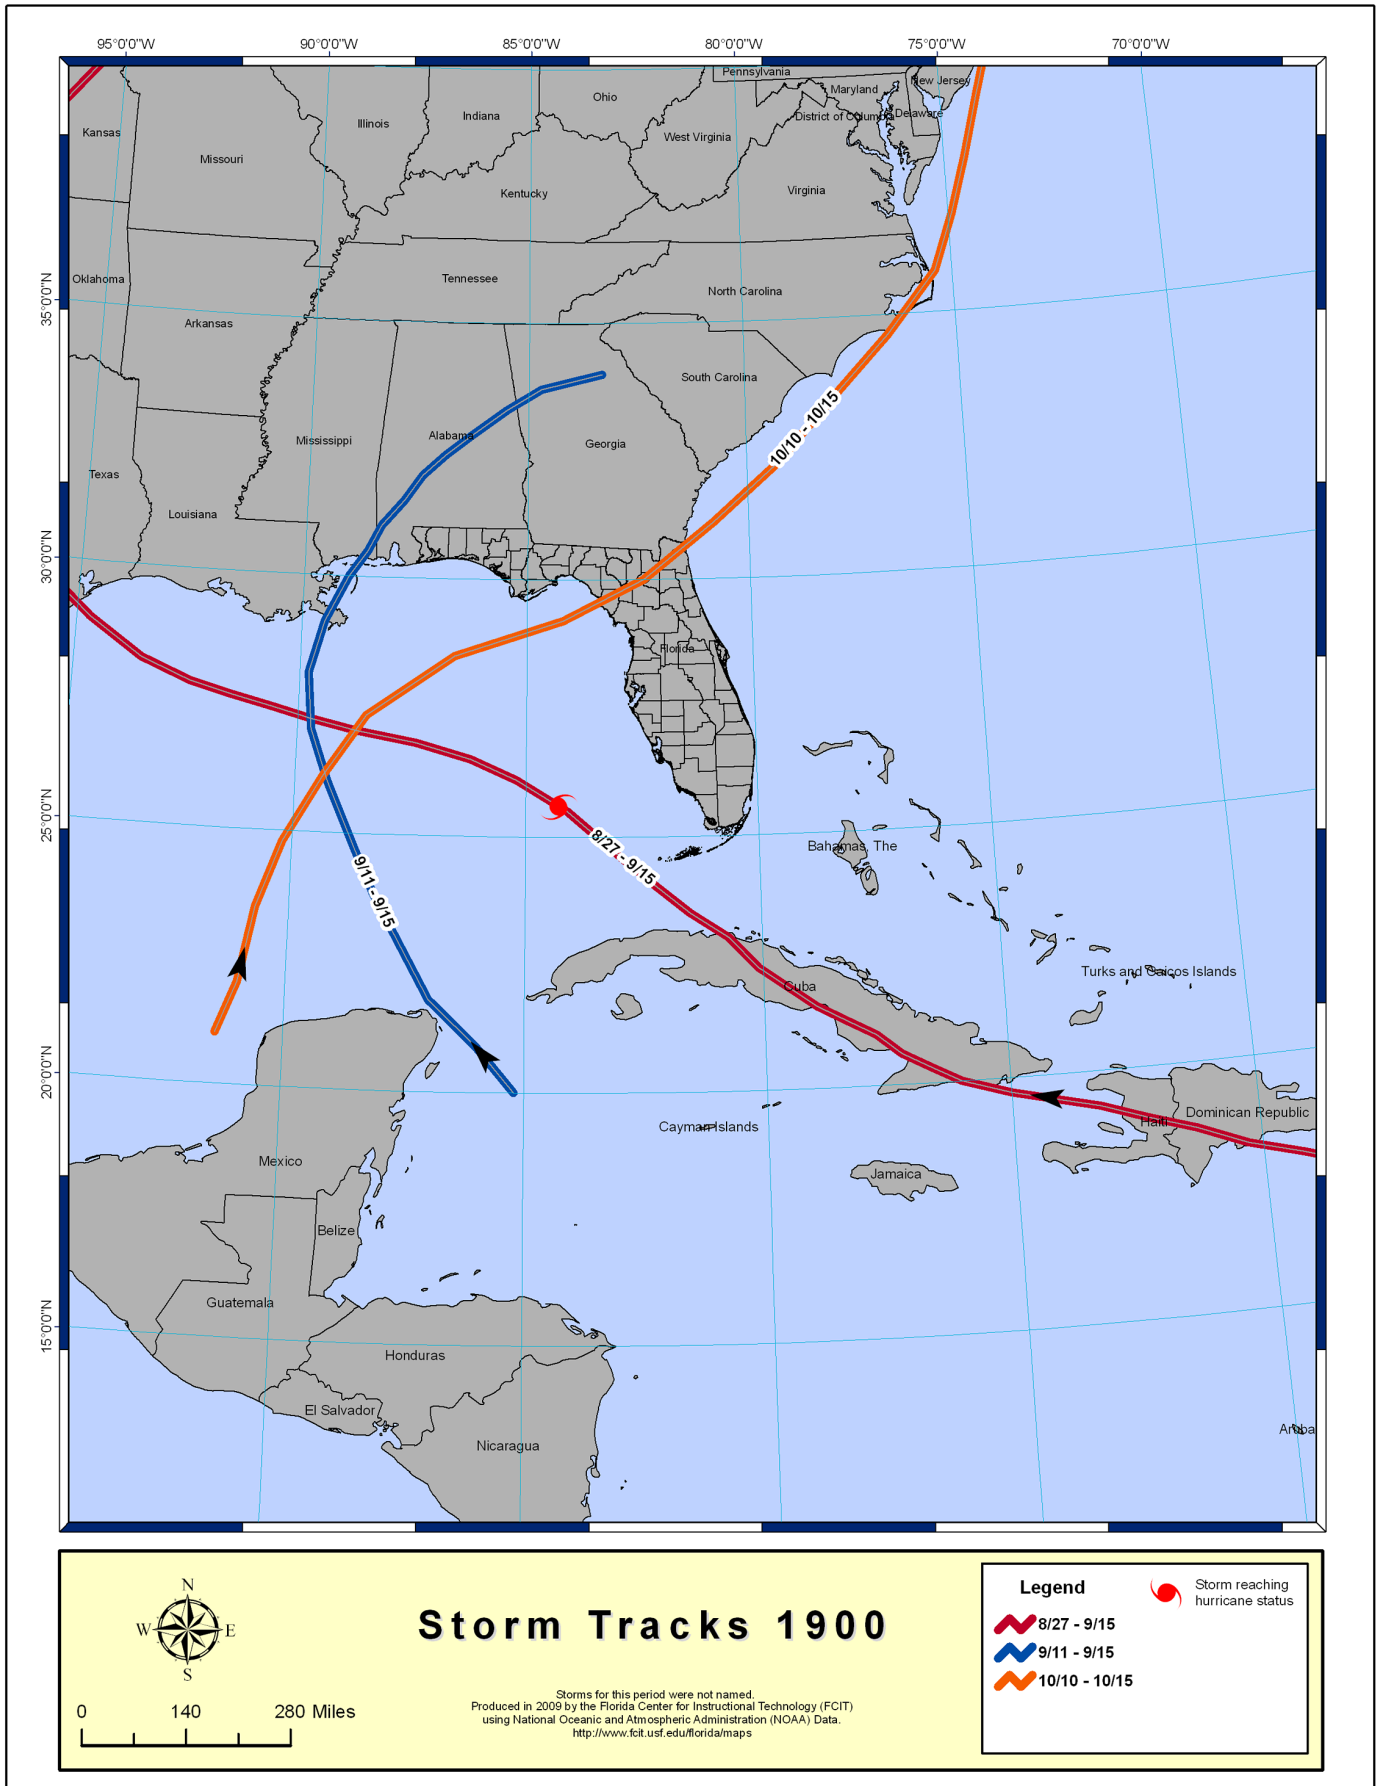 95°0'0"W
90°0'0"W
85°0'0"W
80°0'0"W
75°0'0"W
70°0'0"W
Pennsylvania
New Jersey
Maryland
Ohio
Delaware
District of Columbia
Indiana
Illinois
Kansas
West Virginia
Missouri
Virginia
Kentucky
35°0'0"N
Oklahoma
Tennessee
North Carolina
Arkansas
South Carolina
10/10 - 10/15
Alabama
Mississippi
Georgia
Texas
Louisiana
30°0'0"N
Florida
25°0'0"N
8/27 - 9/15
Bahamas, The
9/11 - 9/15
Turks and Caicos Islands
Cuba
20°0'0"N
Dominican Republic
Haiti
Cayman Islands
Mexico
Jamaica
Belize
Guatemala
15°0'0"N
Honduras
El Salvador
Aruba
Nicaragua
N
W
E
S
0
140
280 Miles
Storm Tracks 1900
Storms for this period were not named.
Produced in 2009 by the Florida Center for Instructional Technology (FCIT)
using National Oceanic and Atmospheric Administration (NOAA) Data.
http://www.fcit.usf.edu/florida/maps
Legend
Storm reaching
hurricane status
8/27 - 9/15
9/11 - 9/15
10/10 - 10/15